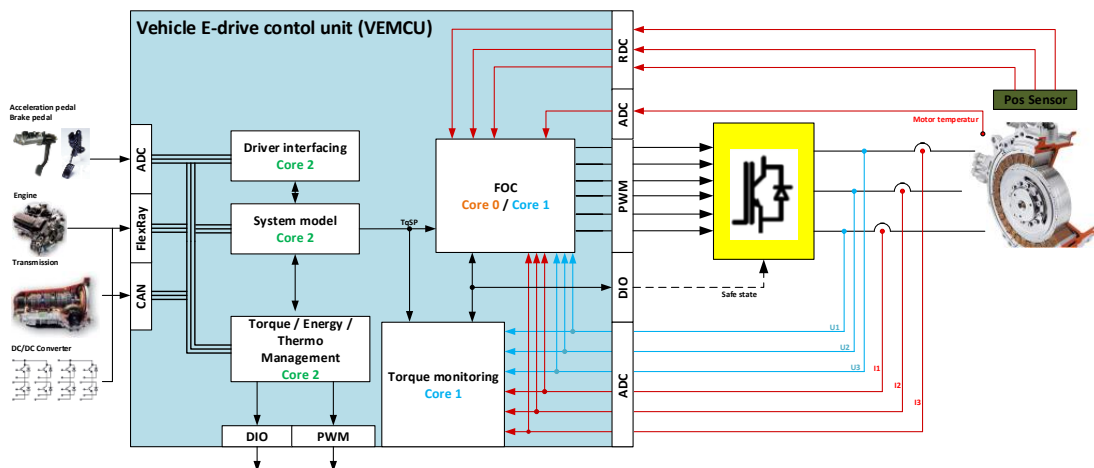 Vehicle E-drive contol unit (VEMCU)
Acceleration pedal
Brake pedal
Engine
Transmission
DC/DC Converter
ADC
FlexRay
CAN
Driver interfacing
Core 2
System model
Core 2
Torque / Energy /
Thermo
Management
Core 2
DIO
PWM
TqSP
FOC
Core 0 / Core 1
Torque monitoring
Core 1
RDC
ADC
PWM
DIO
ADC
Safe state
Pos Sensor
Motor temperatur
U1
U2
U3
I1
I2
I3